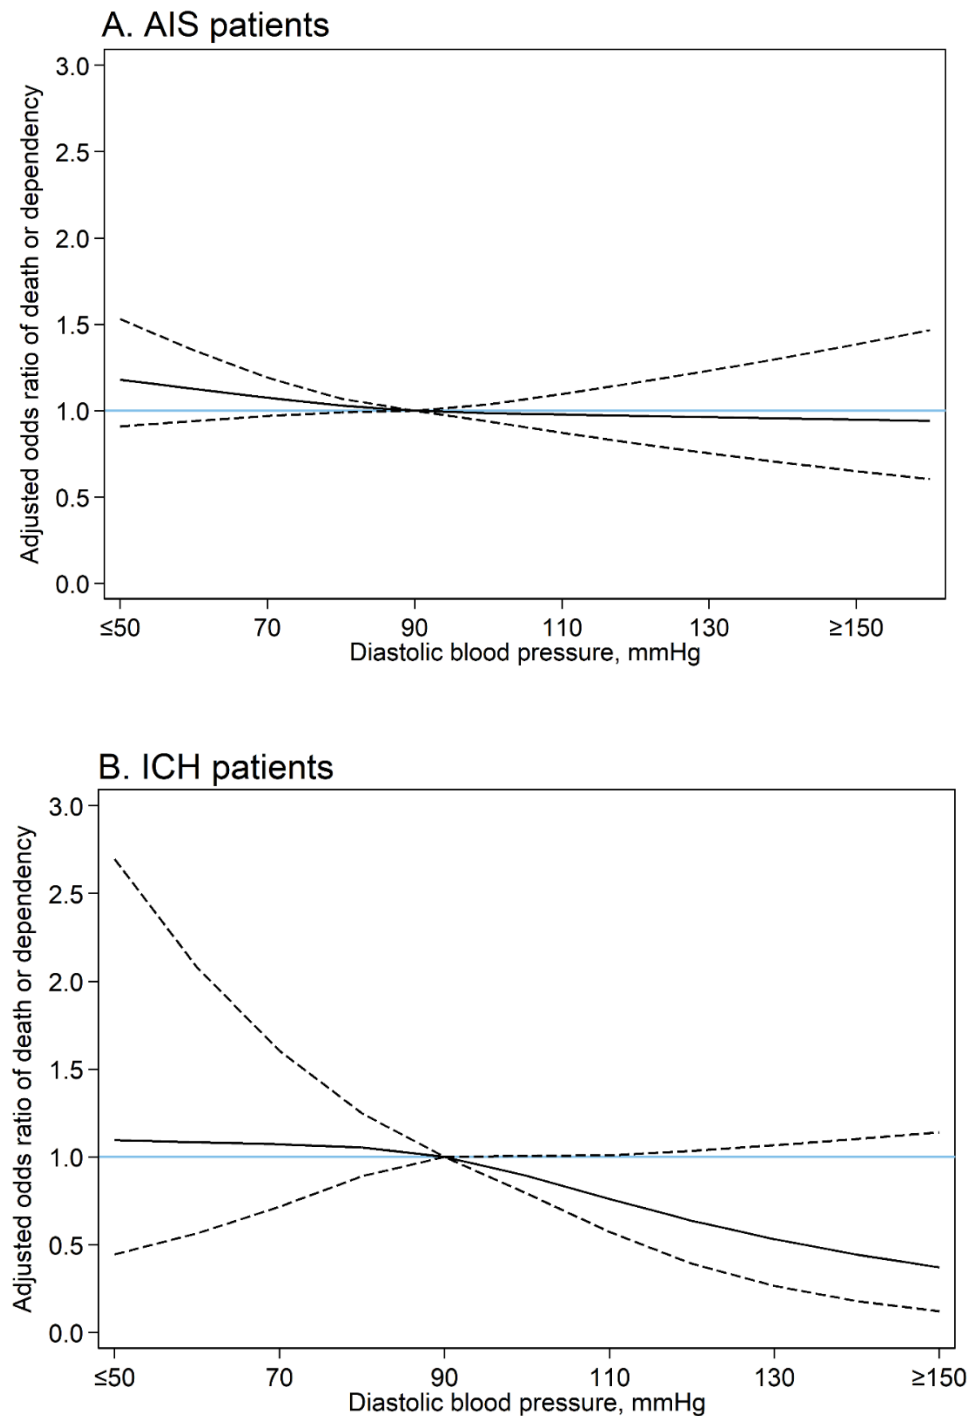 A. AIS patients
Adjusted odds ratio of death or dependency
3.0
2.5
2.0
1.5
1.0
0.5
0.0
≤50 70 90 110 130 ≥150
Diastolic blood pressure, mmHg
B. ICH patients
Adjusted odds ratio of death or dependency
3.0
2.5
2.0
1.5
1.0
0.5
0.0
≤50 70 90 110 130 ≥150
Diastolic blood pressure, mmHg